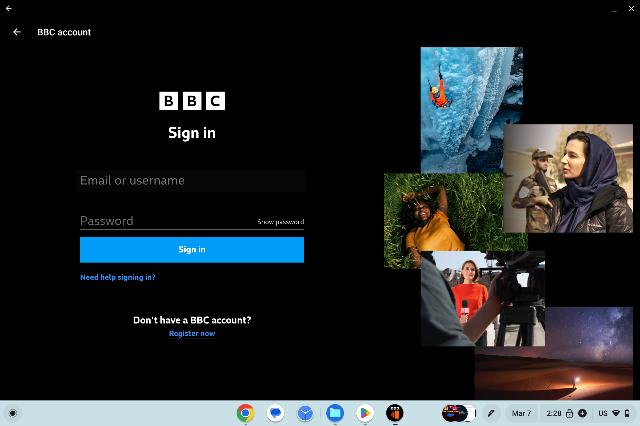 BBC account
BBC
Sign in
Email or username
Password
Show password
Sign in
Need help signing in?
Don't have a BBC account?
Register now
Mar 7
2:28
US